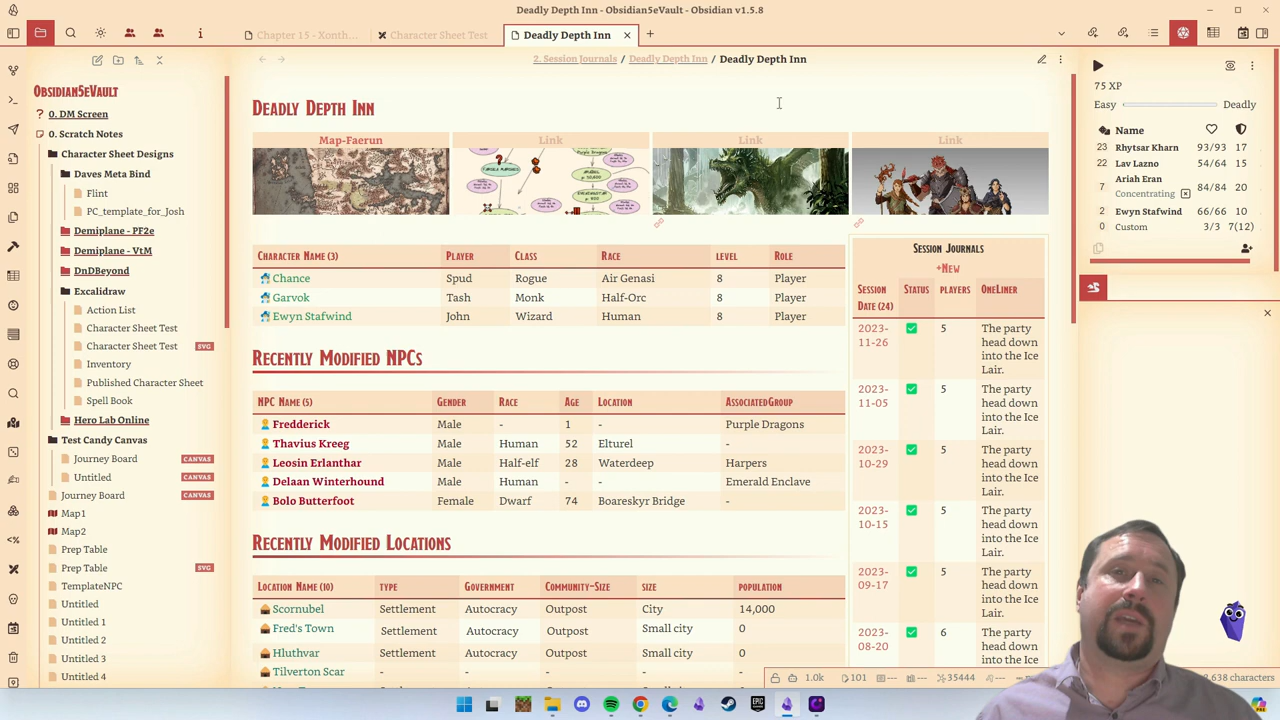 Deadly Depth Inn - Obsidian5eVault - Obsidian v1.5.8
Chapter 15 - Xonth...
Character Sheet Test
Deadly Depth Inn
2. Session Journals / Deadly Depth Inn / Deadly Depth Inn
Obsidian5eVault
0. DM Screen
0. Scratch Notes
Character Sheet Designs
Daves Meta Bind
Flint
PC_template_for_Josh
Demiplane - PF2e
Demiplane - VtM
DnDBeyond
Excalidraw
Action List
Character Sheet Test
Character Sheet Test SVG
Inventory
Published Character Sheet
Spell Book
Hero Lab Online
Test Candy Canvas
Journey Board CANVAS
Untitled CANVAS
Journey Board CANVAS
Map1
Map2
Prep Table
Prep Table SVG
TemplateNPC
Untitled
Untitled 1
Untitled 2
Untitled 3
Untitled 4
Deadly Depth Inn
Map-Faerun Link Link Link
Character Name (3) Player Class Race level Role
Chance Spud Rogue Air Genasi 8 Player
Garvok Tash Monk Half-Orc 8 Player
Ewyn Stafwind John Wizard Human 8 Player
Recently Modified NPCs
NPC Name (5) Gender Race Age Location AssociatedGroup
Fredderick Male - 1 Purple Dragons
Thavius Kreeg Male Human 52 Elturel -
Leosin Erlanthar Male Half-elf 28 Waterdeep Harpers
Delaan Winterhound Male Human - - Emerald Enclave
Bolo Butterfoot Female Dwarf 74 Boareskyr Bridge -
Recently Modified Locations
Location Name (10) type Government Community-Size size population
Scornubel Settlement Autocracy Outpost City 14,000
Fred's Town Settlement Autocracy Outpost Small city 0
Hluthvar Settlement Autocracy Outpost Small city 0
Tilverton Scar - - - - -
Session Journals
+New
Session Date (24) Status players OneLiner
2023-11-26 5 The party head down into the Ice Lair.
2023-11-05 5 The party head down into the Ice Lair.
2023-10-29 5 The party head down into the Ice Lair.
2023-10-15 5 The party head down into the Ice Lair.
2023-09-17 5 The party head down into the Ice Lair.
2023-08-20 6 The party head down into the Ice
75 XP
Easy Deadly
Name
23 Rhytsar Kharn 93/93 17
22 Lav Lazno 54/64 15
7 Ariah Eran 84/84 20
Concentrating
2 Ewyn Stafwind 66/66 10
0 Custom 3/3 7(12)
1.0k 101 --- --- 35444 ---
638 characters